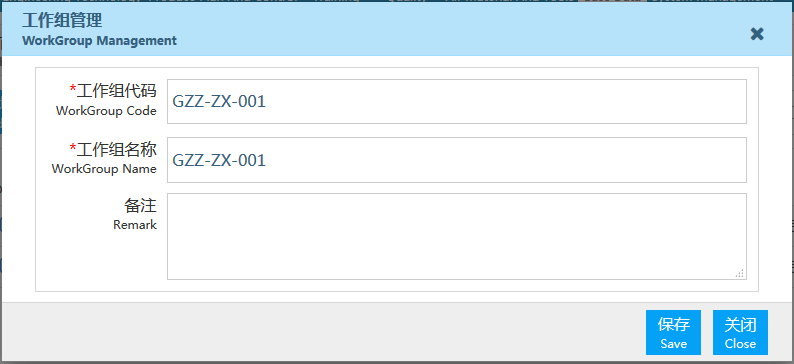 工作组管理
WorkGroup Management
*工作组代码
WorkGroup Code
GZZ-ZX-001
*工作组名称
WorkGroup Name
GZZ-ZX-001
备注
Remark
保存
Save
关闭
Close